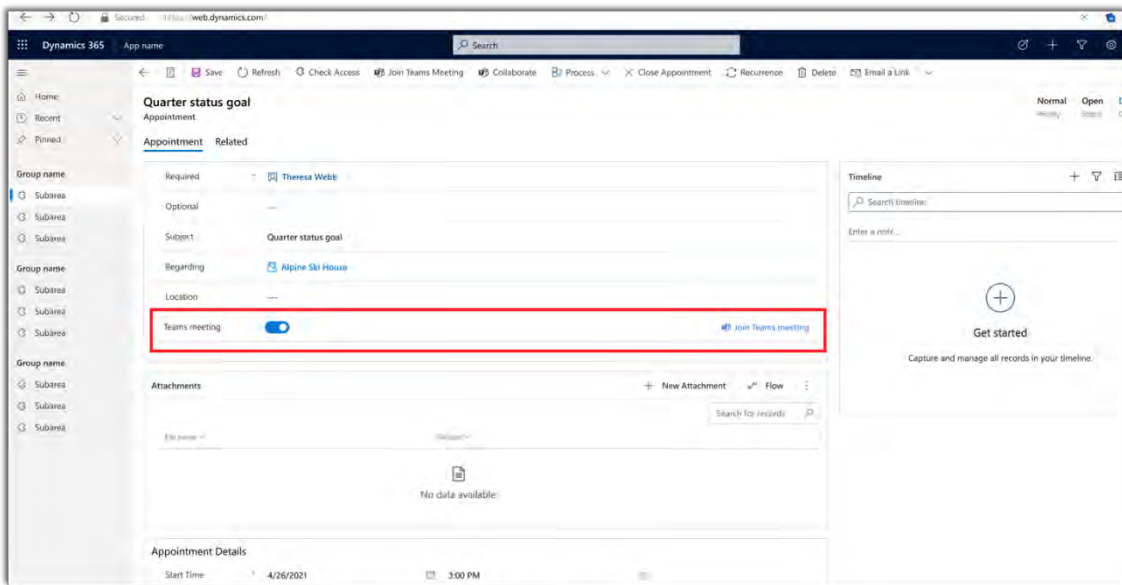 Secured web.dynamics.com/
Dynamics 365 App name Search
Save Refresh Check Access Join Teams Meeting Collaborate Process Close Appointment Recurrence Delete Email a Link
Home
Recent
Pinned
Group name
Subarea
Subarea
Subarea
Group name
Subarea
Subarea
Subarea
Group name
Subarea
Subarea
Subarea
Quarter status goal
Appointment
Normal Open
Priority Status
Appointment Related
Required * Theresa Webb
Optional ---
Subject Quarter status goal
Regarding Alpine Ski House
Location ---
Teams meeting Join Teams meeting
Attachments + New Attachment Flow
Search for records
File name
No data available
Appointment Details
Start Time * 4/26/2021 3:00 PM
Timeline
Search timeline
Enter a note...
Get started
Capture and manage all records in your timeline.